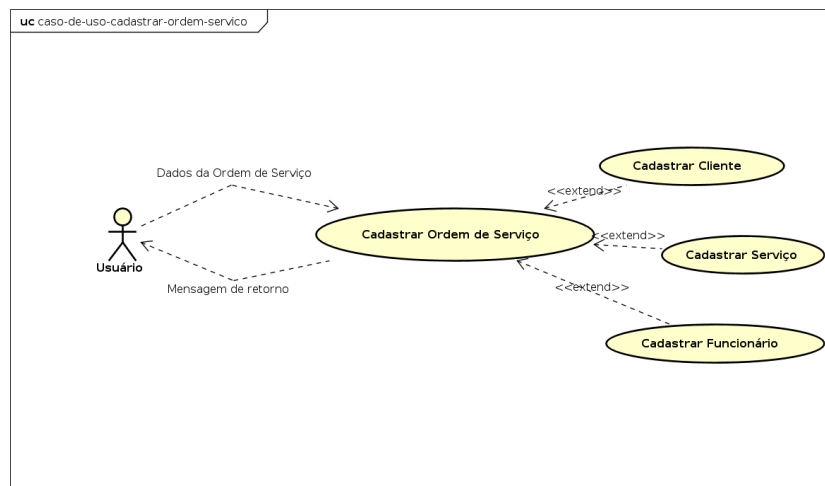 uc caso-de-uso-cadastrar-ordem-servico
Dados da Ordem de Serviço
Usuário
Mensagem de retorno
Cadastrar Ordem de Serviço
<<extend>>
Cadastrar Cliente
<<extend>>
Cadastrar Serviço
<<extend>>
Cadastrar Funcionário